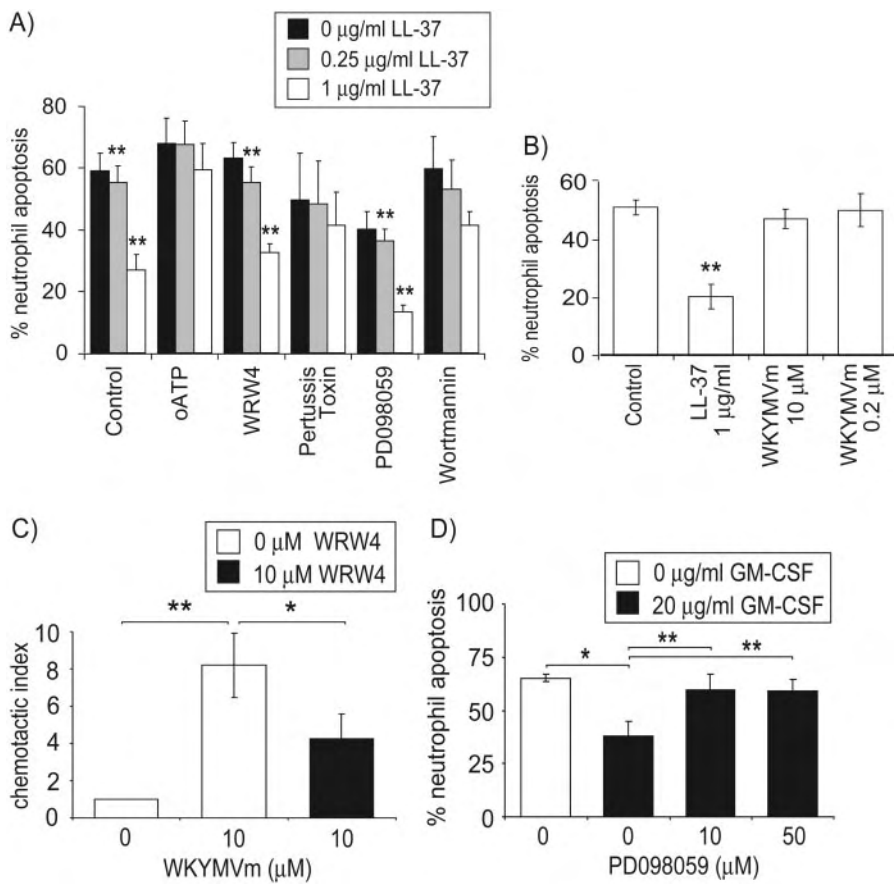 A)
0 µg/ml LL-37
0.25 µg/ml LL-37
1 µg/ml LL-37
% neutrophil apoptosis
80
60
40
20
0
**
**
**
**
**
**
Control
oATP
WRW4
Pertussis
Toxin
PD098059
Wortmannin
B)
% neutrophil apoptosis
60
40
20
0
**
Control
LL-37
1 µg/ml
WKYMVm
10 µM
WKYMVm
0.2 µM
C)
0 µM WRW4
10 µM WRW4
chemotactic index
10
8
6
4
2
0
**
*
0
10
10
WKYMVm (µM)
D)
0 µg/ml GM-CSF
20 µg/ml GM-CSF
% neutrophil apoptosis
100
75
50
25
0
*
**
**
0
0
10
50
PD098059 (µM)